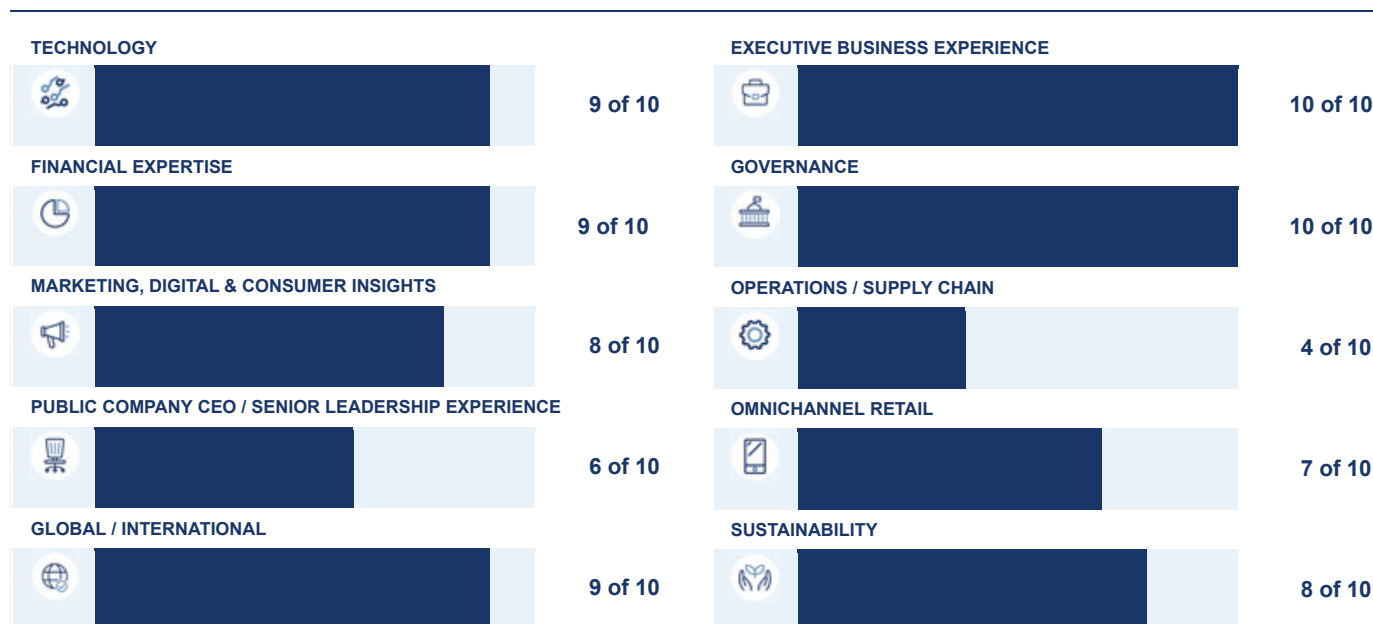 TECHNOLOGY
9 of 10
FINANCIAL EXPERTISE
9 of 10
MARKETING, DIGITAL & CONSUMER INSIGHTS
8 of 10
PUBLIC COMPANY CEO / SENIOR LEADERSHIP EXPERIENCE
6 of 10
GLOBAL / INTERNATIONAL
9 of 10
EXECUTIVE BUSINESS EXPERIENCE
10 of 10
GOVERNANCE
10 of 10
OPERATIONS / SUPPLY CHAIN
4 of 10
OMNICHANNEL RETAIL
7 of 10
SUSTAINABILITY
8 of 10